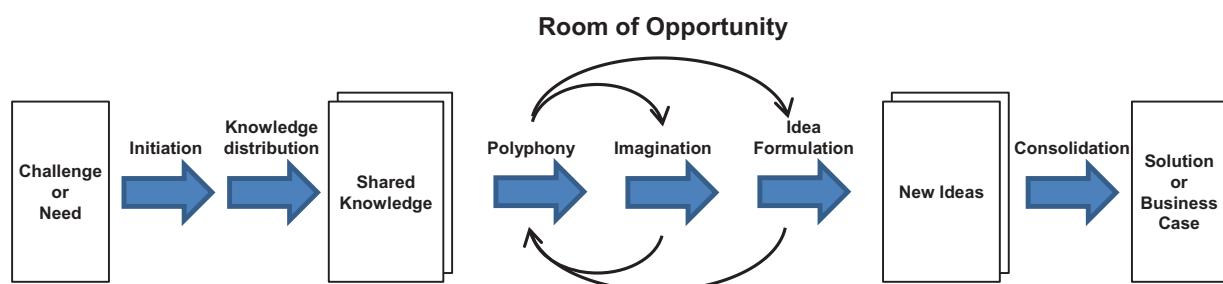 Room of Opportunity
Challenge
or
Need
Initiation
Knowledge
distribution
Shared
Knowledge
Polyphony
Imagination
Idea
Formulation
New Ideas
Consolidation
Solution
or
Business
Case